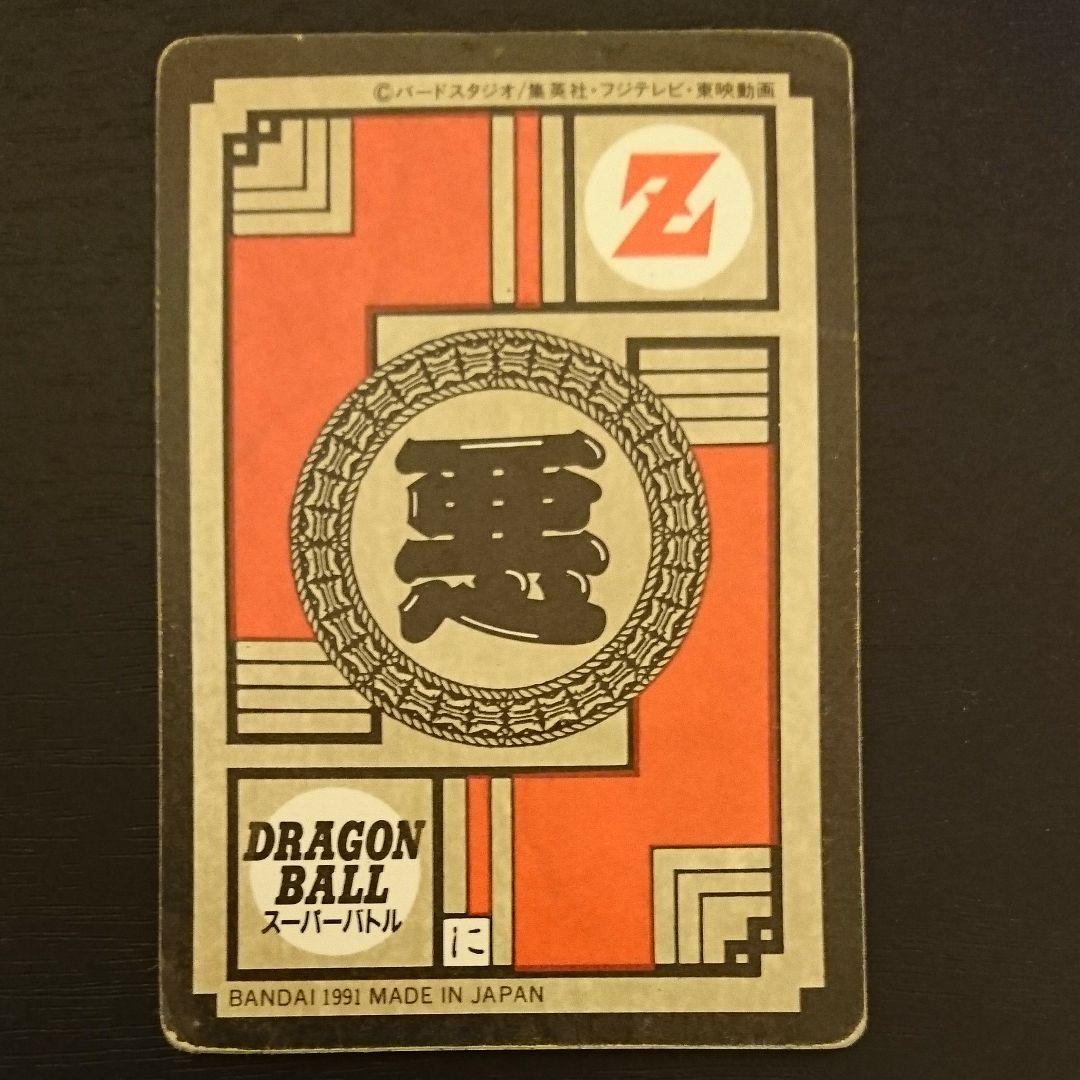 ©バードスタジオ/集英社・フジテレビ・東映動画
Z
悪
DRAGON
BALL
スーパーバトル
に
BANDAI 1991 MADE IN JAPAN